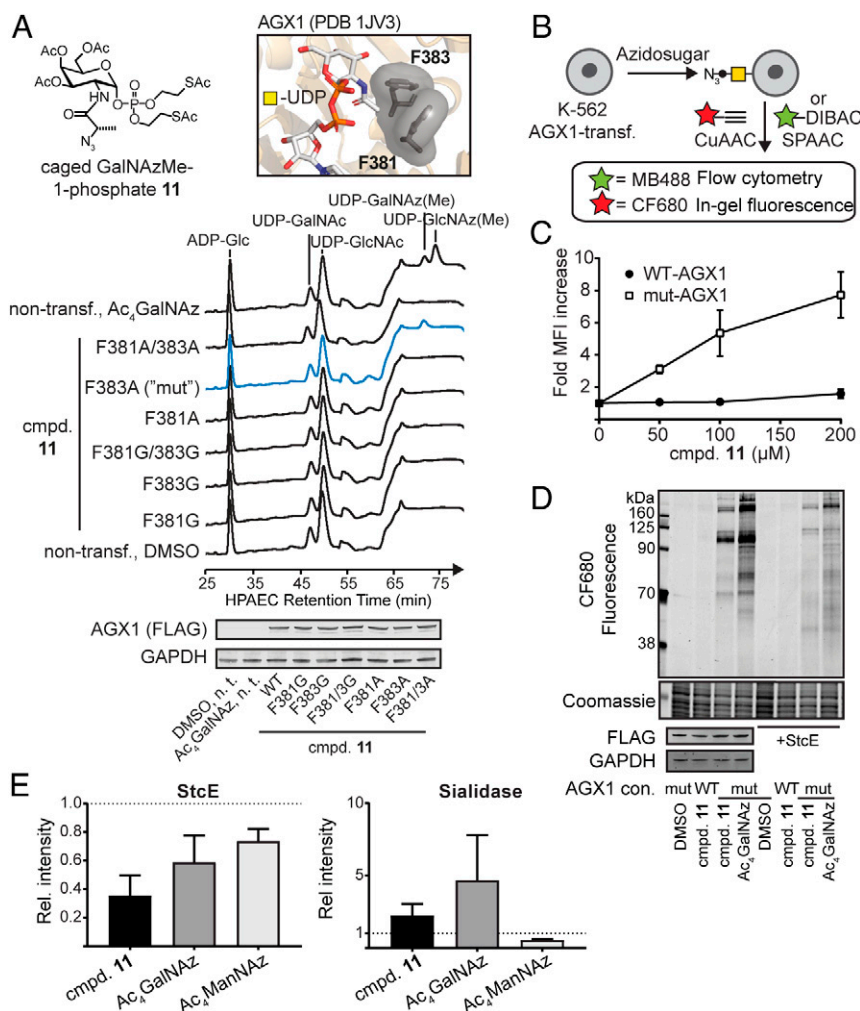 A
OAc
AcO
AcO
HN
O
O
P
O
O
O
SAc
SAc
O
N3
caged GalNAzMe-
1-phosphate 11
AGX1 (PDB 1JV3)
-UDP
F383
F381
ADP-Glc
UDP-GalNAc
UDP-GlcNAc
UDP-GalNAz(Me)
UDP-GlcNAz(Me)
non-transf., Ac4GalNAz
F381A/383A
F383A ("mut")
F381A
F381G/383G
F383G
F381G
non-transf., DMSO
cmpd.
11
25 35 45 55 65 75
HPAEC Retention Time (min)
AGX1 (FLAG)
GAPDH
DMSO, n. t.
Ac4GalNAz, n. t.
WT
F381G
F383G
F381/3G
F381A
F383A
F381/3A
cmpd. 11
B
K-562
AGX1-transf.
Azidosugar
N3
CuAAC
or
DIBAC
SPAAC
= MB488 Flow cytometry
= CF680 In-gel fluorescence
C
WT-AGX1
mut-AGX1
Fold MFI increase
10
8
6
4
2
0 50 100 150 200
cmpd. 11 (µM)
D
kDa
160
125
90
70
38
CF680
Fluorescence
Coomassie
FLAG
GAPDH
+StcE
AGX1 con. mut WT mut WT mut
DMSO
cmpd. 11
cmpd. 11
Ac4GalNAz
DMSO
cmpd. 11
cmpd. 11
Ac4GalNAz
E
StcE
Rel. intensity
1.0
0.8
0.6
0.4
0.2
cmpd. 11
Ac4GalNAz
Ac4ManNAz
Sialidase
Rel intensity
10
5
1
cmpd. 11
Ac4GalNAz
Ac4ManNAz